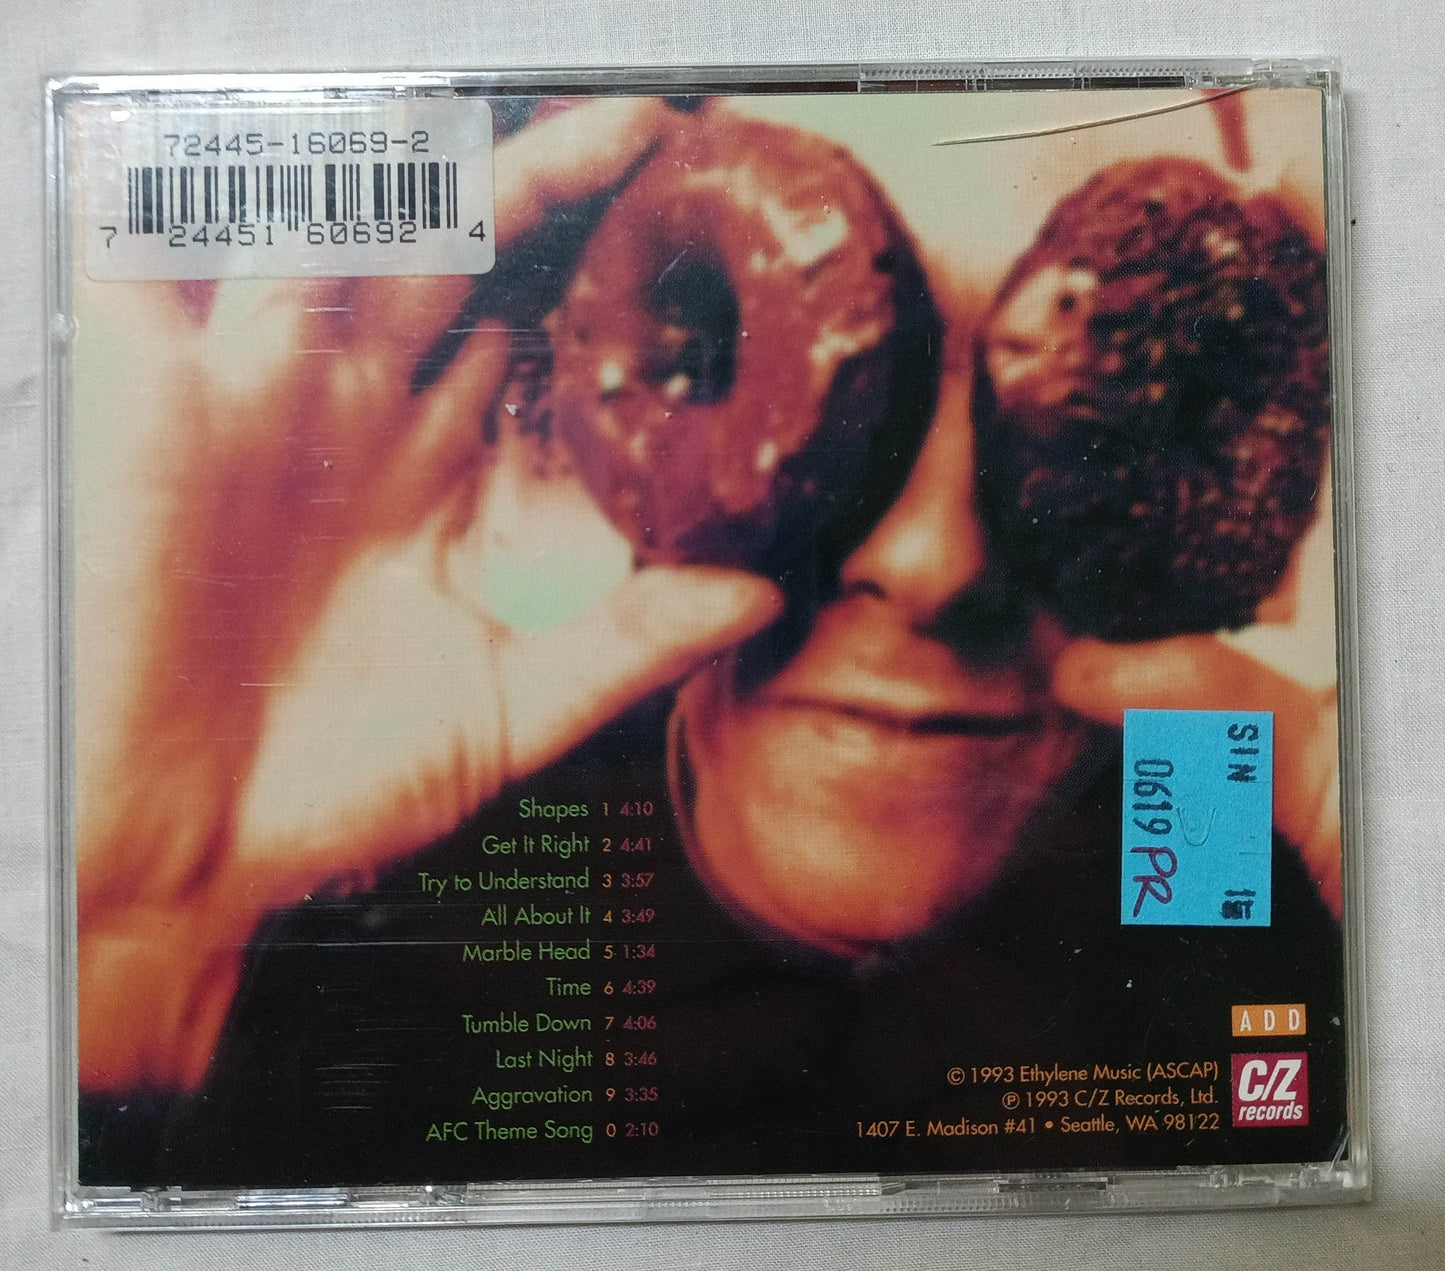 72445-16069-2
7 24451 60692 4
SIN
0619 PR
Shapes 1 4:10
Get It Right 2 4:41
Try to Understand 3 3:57
All About It 4 3:49
Marble Head 5 1:34
Time 6 4:39
Tumble Down 7 4:06
Last Night 8 3:46
Aggravation 9 3:35
AFC Theme Song 0 2:10
A D D
© 1993 Ethylene Music (ASCAP)
℗ 1993 C/Z Records, Ltd.
1407 E. Madison #41 • Seattle, WA 98122
C/Z
records